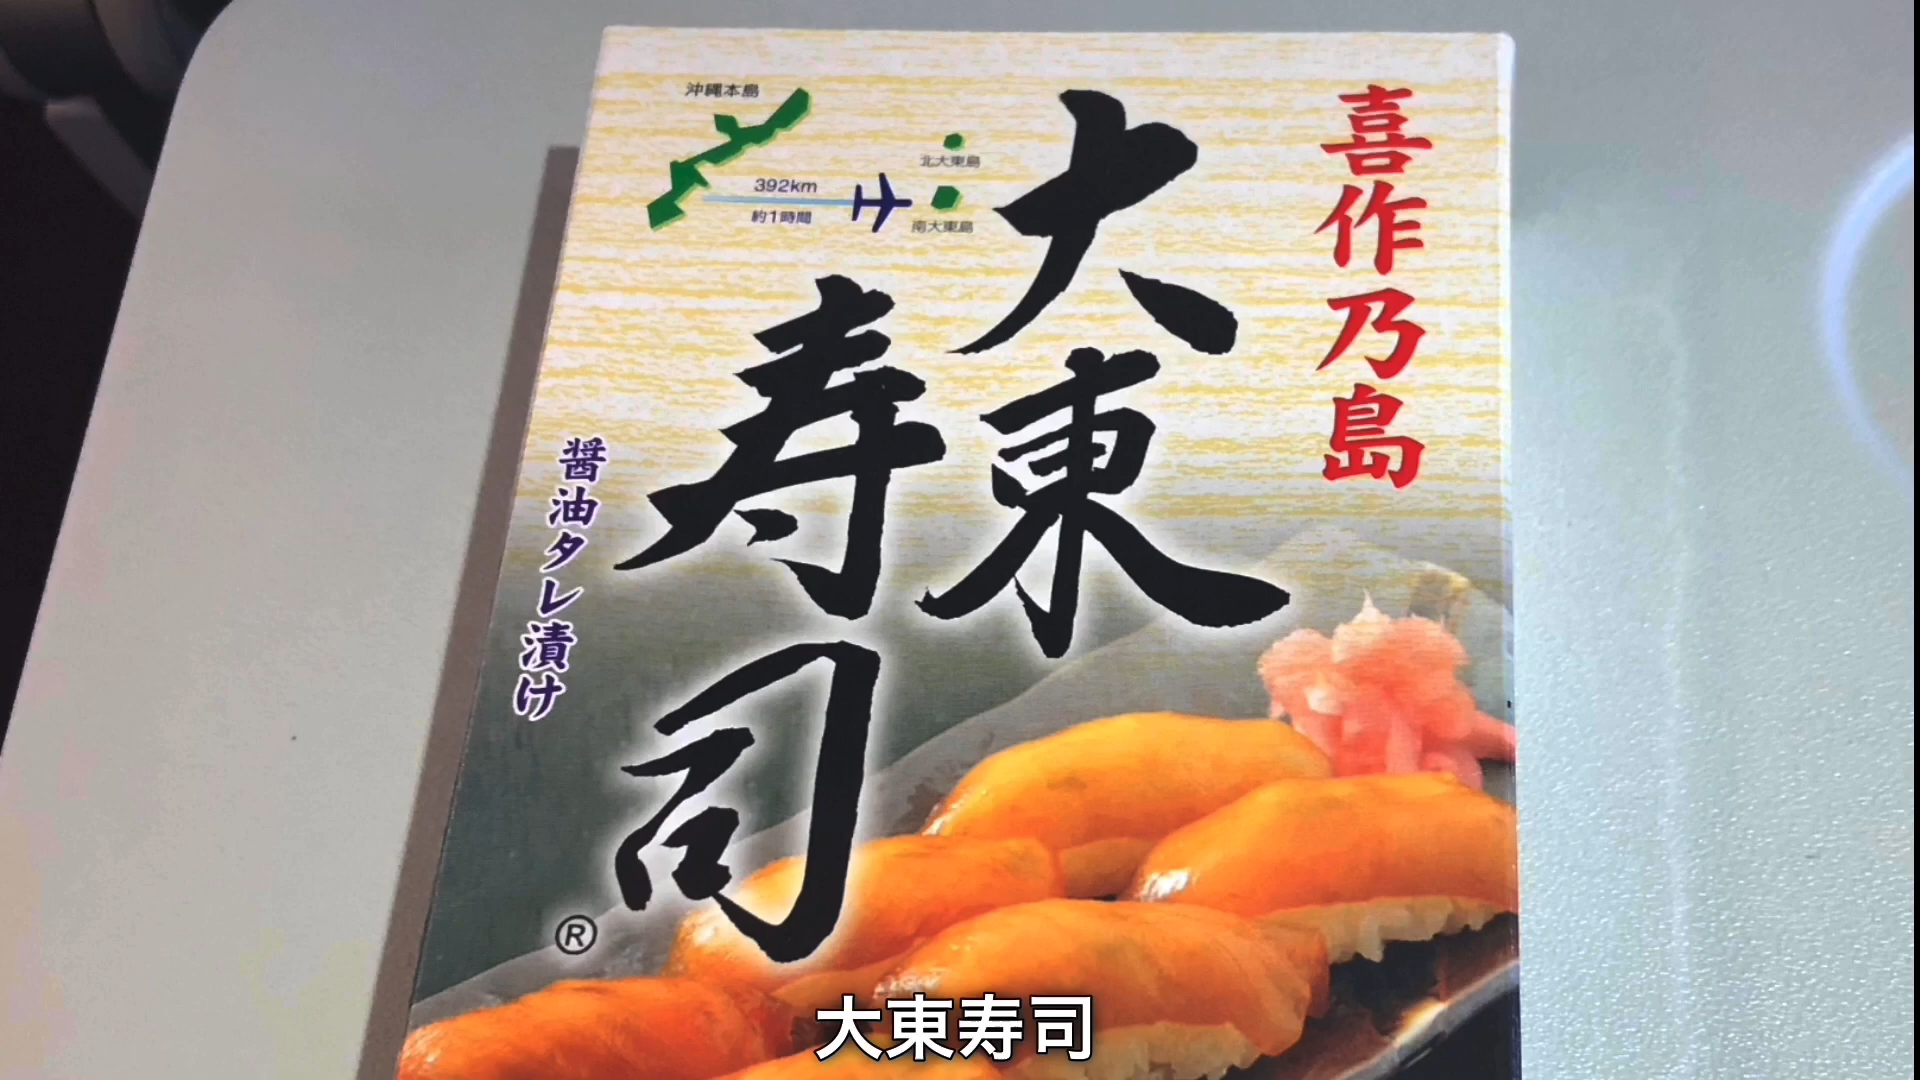 喜作乃島
大東
寿司
沖縄本島
392km
約1時間
北大東島
南大東島
醤油タレ漬け
®
大東寿司